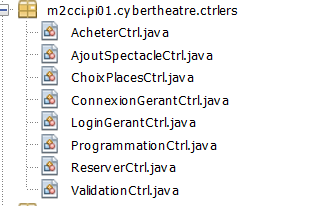 m2cci.pi01.cybertheatre.ctrlers
AcheterCtrl.java
AjoutSpectacleCtrl.java
ChoixPlacesCtrl.java
ConnexionGerantCtrl.java
LoginGerantCtrl.java
ProgrammationCtrl.java
ReserverCtrl.java
ValidationCtrl.java